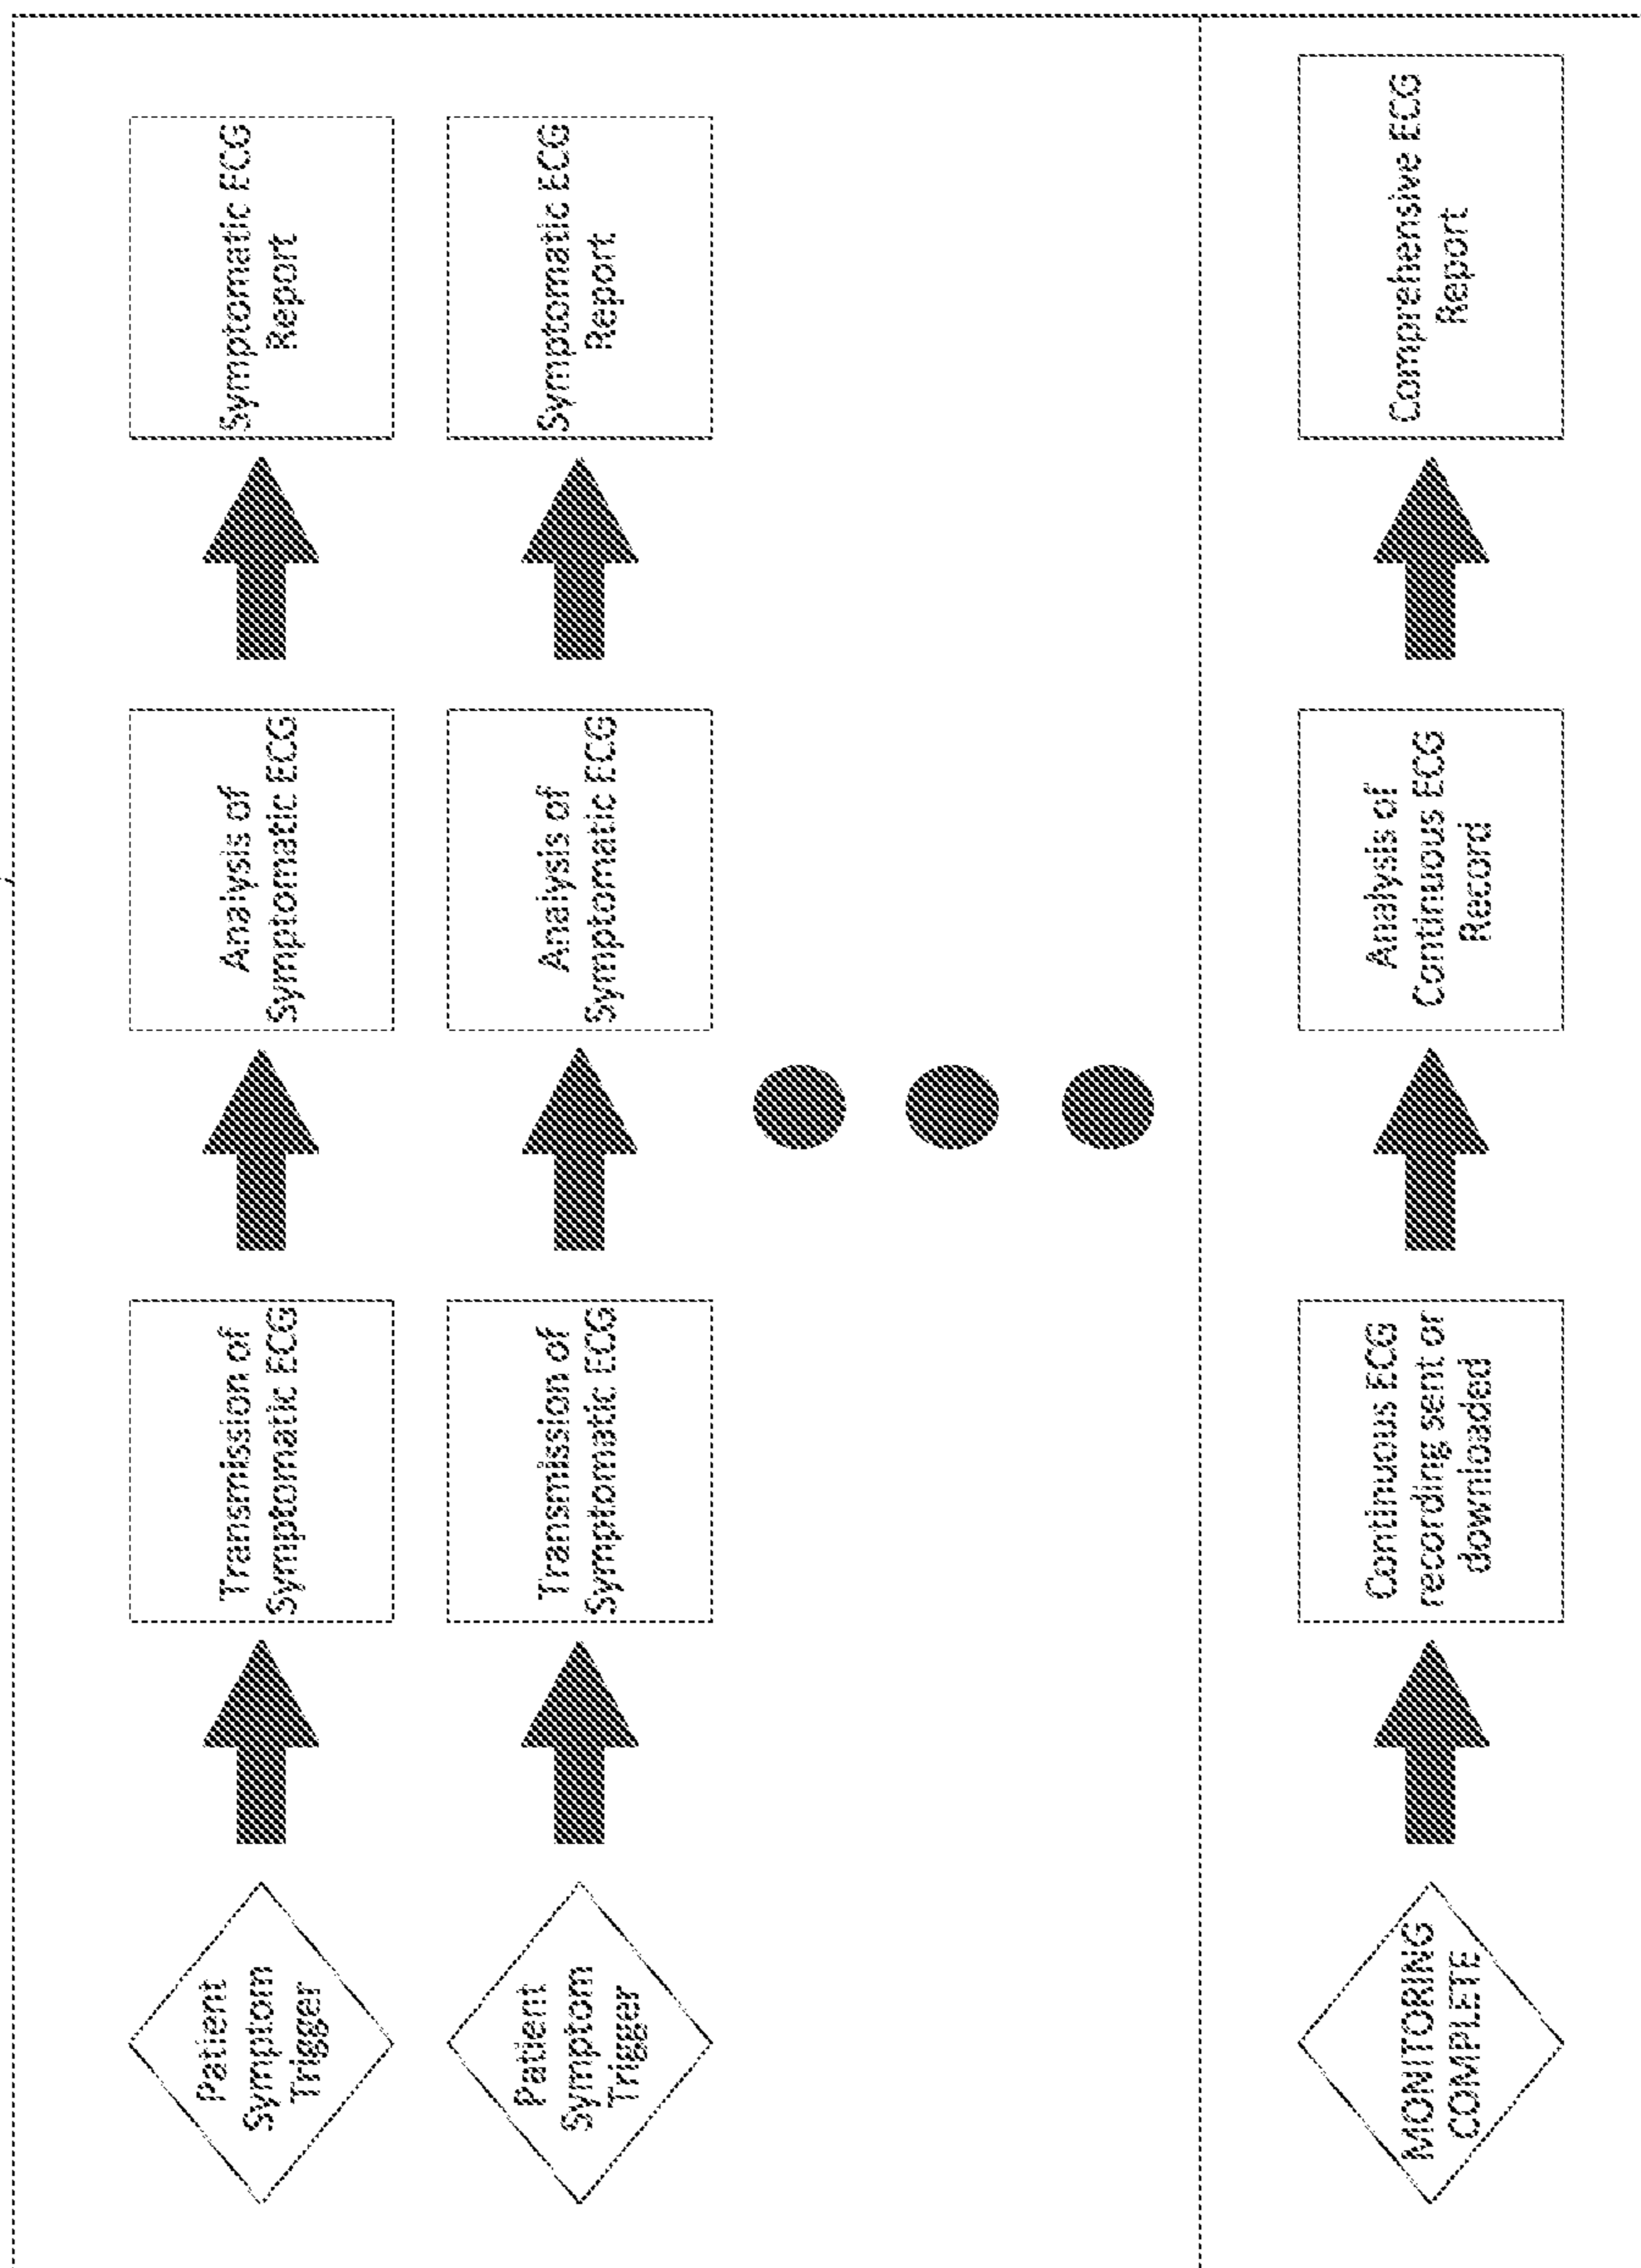 Patient
Symptom
Trigger
Transmission of
Symptomatic ECG
Analysis of
Symptomatic ECG
Symptomatic ECG
Report
Patient
Symptom
Trigger
Transmission of
Symptomatic ECG
Analysis of
Symptomatic ECG
Symptomatic ECG
Report
MONITORING
COMPLETE
Continuous ECG
recording sent or
downloaded
Analysis of
Continuous ECG
Record
Comprehensive ECG
Report